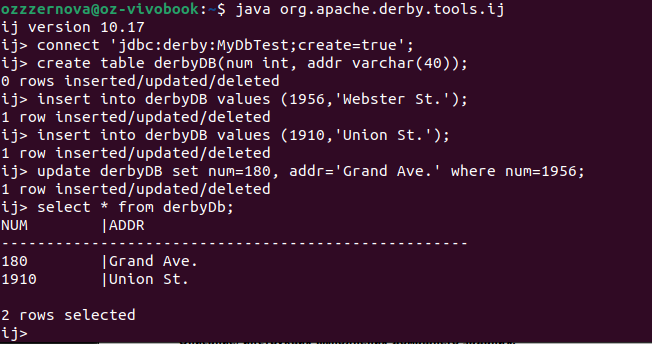 ozzzernova@oz-vivobook:~$ java org.apache.derby.tools.ij
ij version 10.17
ij> connect 'jdbc:derby:MyDbTest;create=true';
ij> create table derbyDB(num int, addr varchar(40));
0 rows inserted/updated/deleted
ij> insert into derbyDB values (1956,'Webster St.');
1 row inserted/updated/deleted
ij> insert into derbyDB values (1910,'Union St.');
1 row inserted/updated/deleted
ij> update derbyDB set num=180, addr='Grand Ave.' where num=1956;
1 row inserted/updated/deleted
ij> select * from derbyDb;
NUM        |ADDR
----------------------------------------------------
180        |Grand Ave.
1910       |Union St.
2 rows selected
ij>